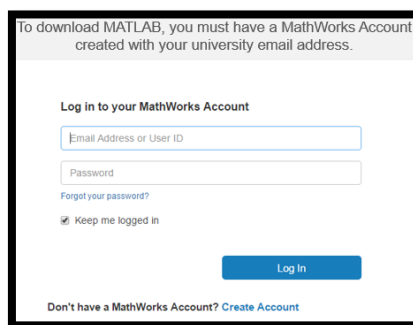 To download MATLAB, you must have a MathWorks Account
created with your university email address.
Log in to your MathWorks Account
Email Address or User ID
Password
Forgot your password?
Keep me logged in
Log In
Don't have a MathWorks Account? Create Account